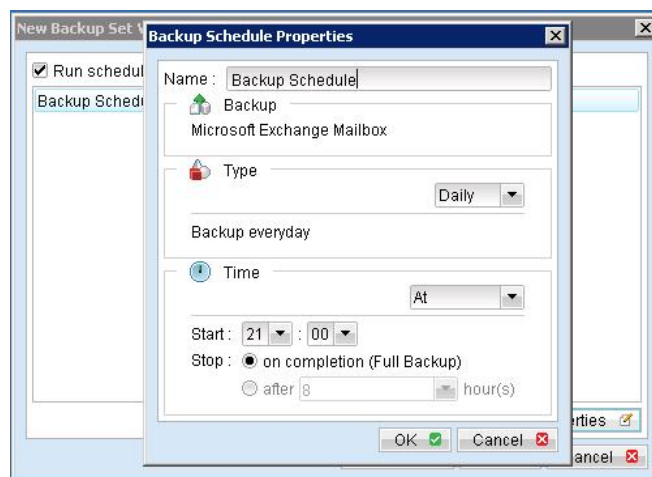 New Backup Set
Backup Schedule Properties
Run schedul
Backup Schedu
Name : Backup Schedule
Backup
Microsoft Exchange Mailbox
Type
Daily
Backup everyday
Time
At
Start : 21 : 00
Stop : on completion (Full Backup)
after 8 hour(s)
OK Cancel
erties
ancel